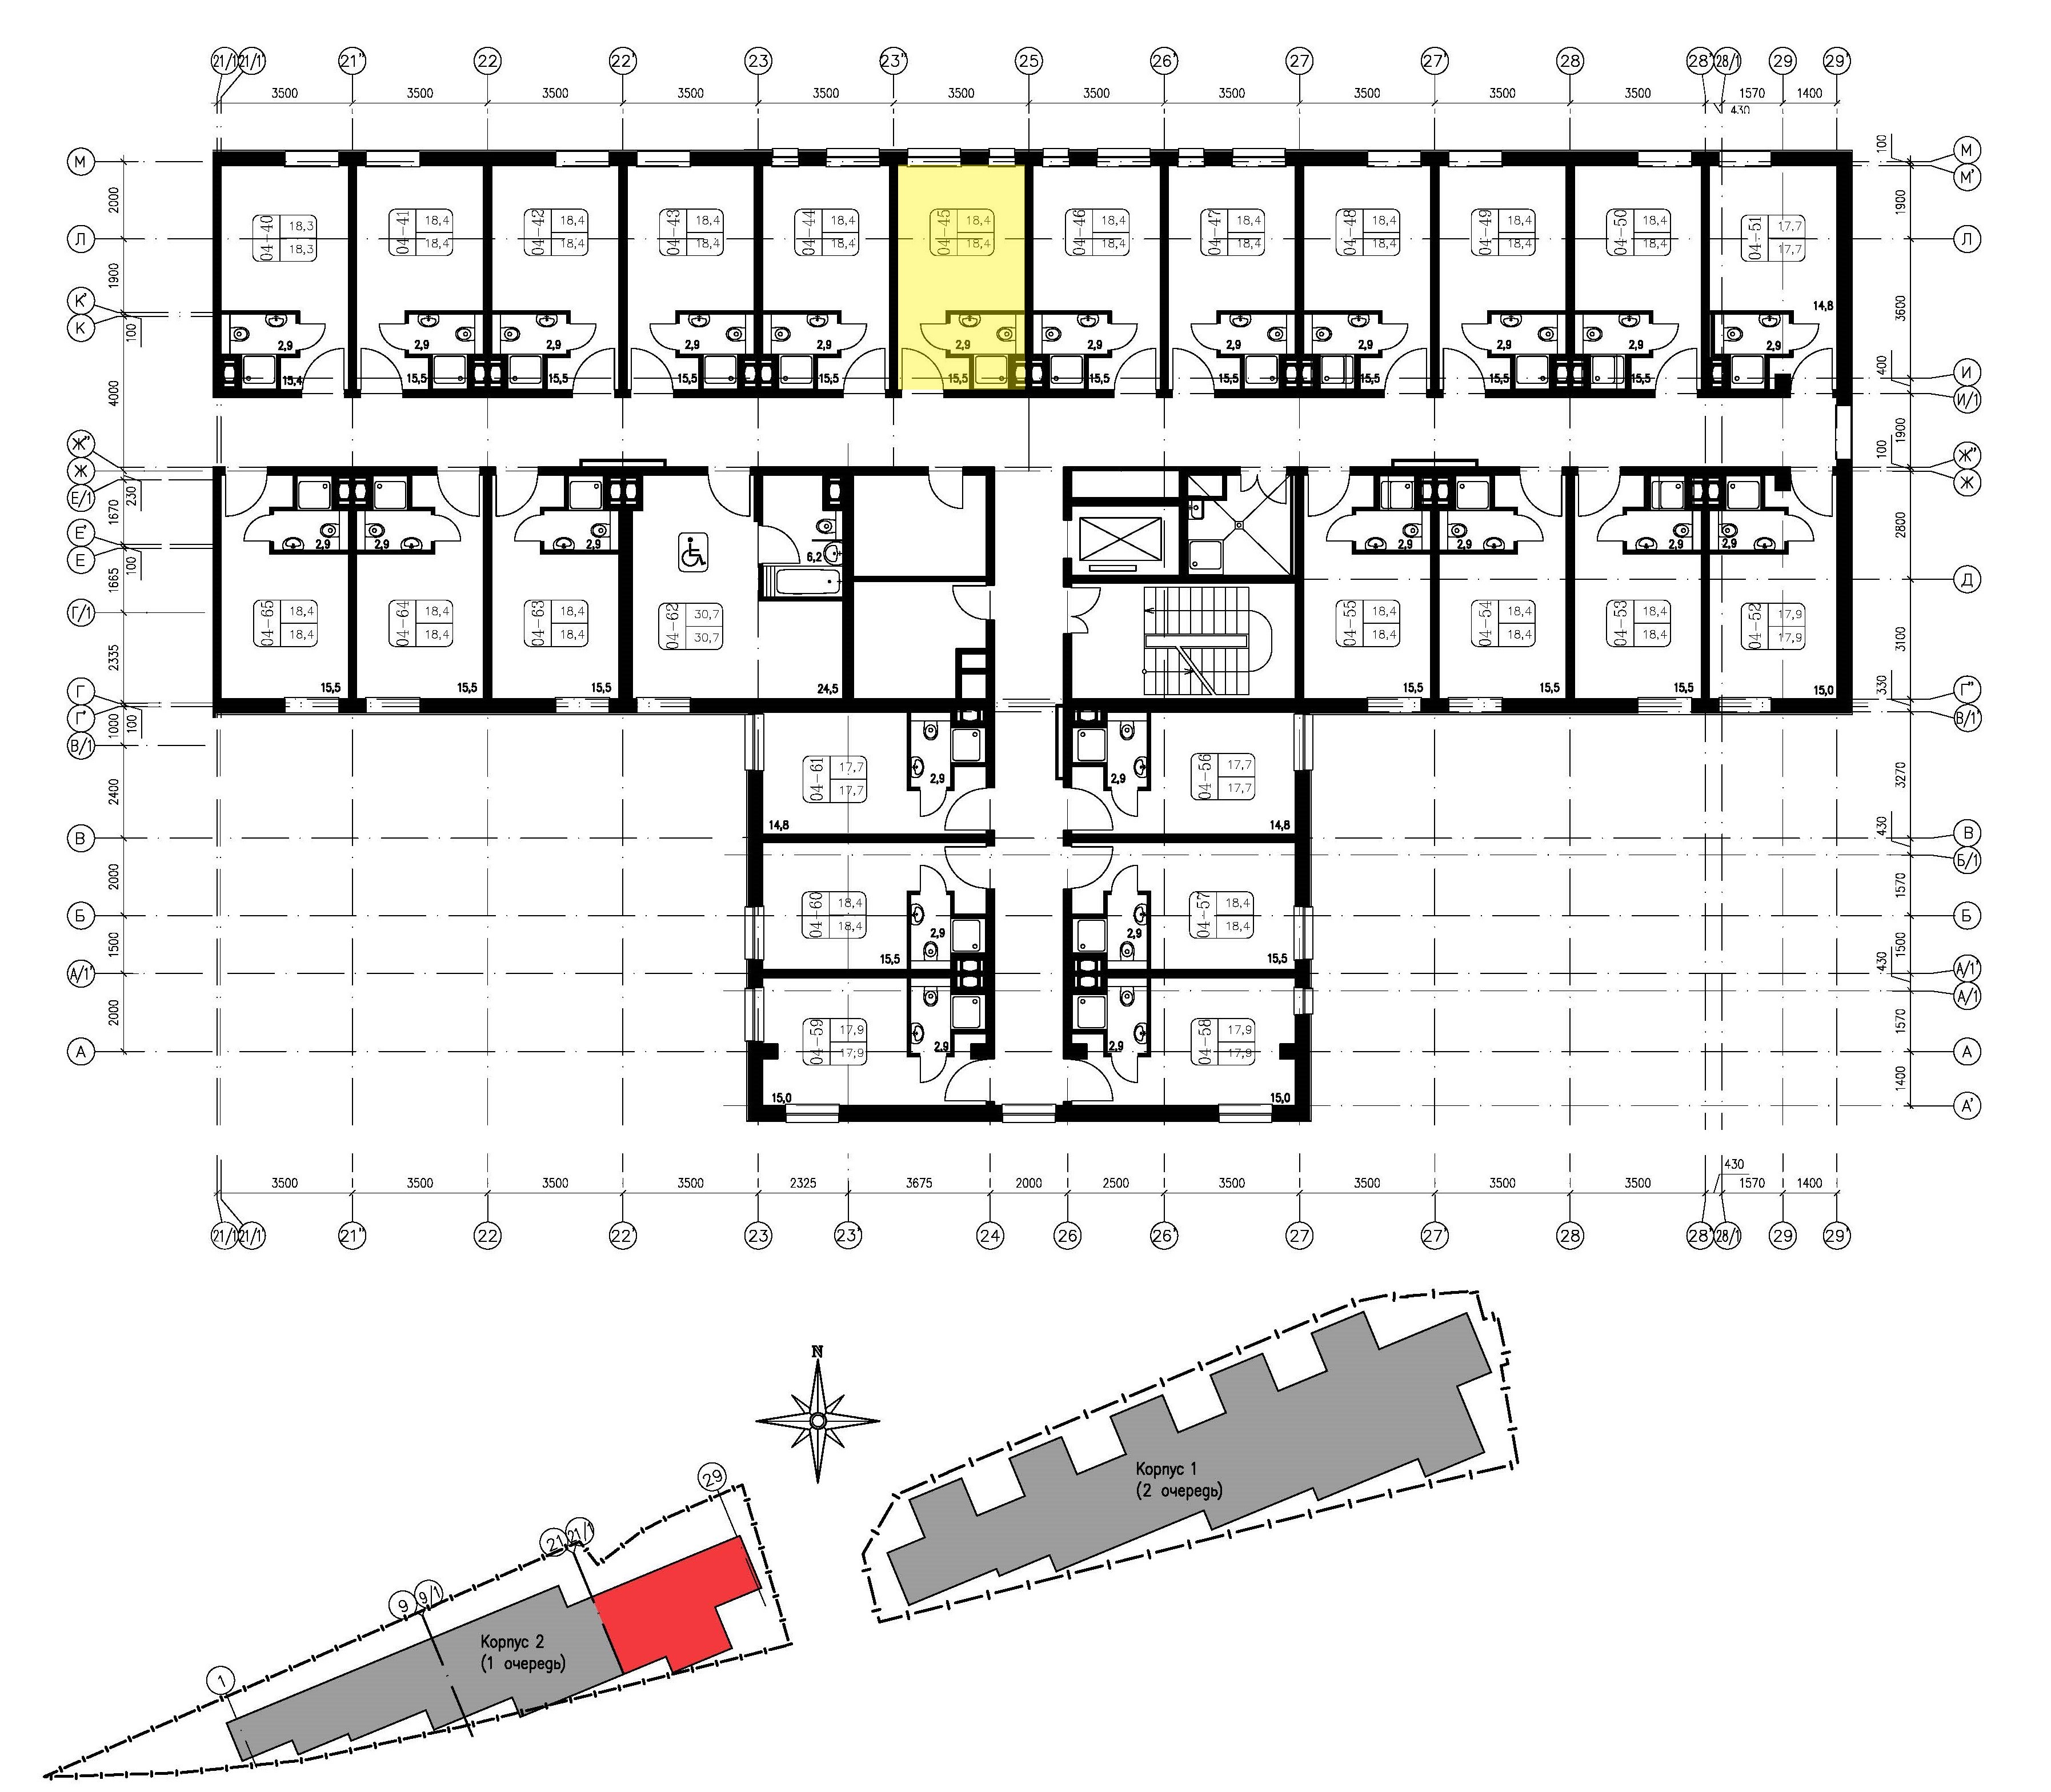 21/1 21/1' 21'' 22 22' 23 23'' 25 26' 27 27' 28 28' 28/1 29 29'
3500 3500 3500 3500 3500 3500 3500 3500 3500 3500 3500 1570 1400
430
М 100 М
М'
2000 1900
04-40 18,3 18,3
04-41 18,4 18,4
04-42 18,4 18,4
04-43 18,4 18,4
04-44 18,4 18,4
04-45 18,4 18,4
04-46 18,4 18,4
04-47 18,4 18,4
04-48 18,4 18,4
04-49 18,4 18,4
04-50 18,4 18,4
04-51 17,7 17,7
Л Л
1900 3600
14,8
К'
К 100
2,9 2,9 2,9 2,9 2,9 2,9 2,9 2,9 2,9 2,9 2,9 2,9
15,4 15,5 15,5 15,5 15,5 15,5 15,5 15,5 15,5 15,5 15,5
4000 400 И
И/1
1900
Ж'' 100 Ж''
Ж Ж
Е/1 230
1670 2800
Е'
Е 100
2,9 2,9 2,9 6,2 2,9 2,9 2,9 2,9
1665 Д
Г/1
04-65 18,4 18,4
04-64 18,4 18,4
04-63 18,4 18,4
04-62 30,7 30,7
04-55 18,4 18,4
04-54 18,4 18,4
04-53 18,4 18,4
04-52 17,9 17,9
2335 3100
15,5 15,5 15,5 24,5 15,5 15,5 15,5 15,0
Г 330 Г''
Г' 1000 100 В/1'
В/1
04-61 17,7 17,7
2,9 2,9
04-56 17,7 17,7
2400 3270
14,8 14,8
В 430 В
Б/1
2000 1570
04-60 18,4 18,4
2,9 2,9
04-57 18,4 18,4
Б Б
1500 15,5 15,5 1500
А/1' 430 А/1'
А/1
2000 1570
04-59 17,9 17,9
2,9 2,9
04-58 17,9 17,9
А А
1400
15,0 15,0
А'
430
3500 3500 3500 3500 2325 3675 2000 2500 3500 3500 3500 3500 1570 1400
21/1 21/1' 21'' 22 22' 23 23' 24 26 26' 27 27' 28 28' 28/1 29 29'
N
Корпус 1
(2 очередь)
29
21 21/1
9 9/1
Корпус 2
(1 очередь)
1